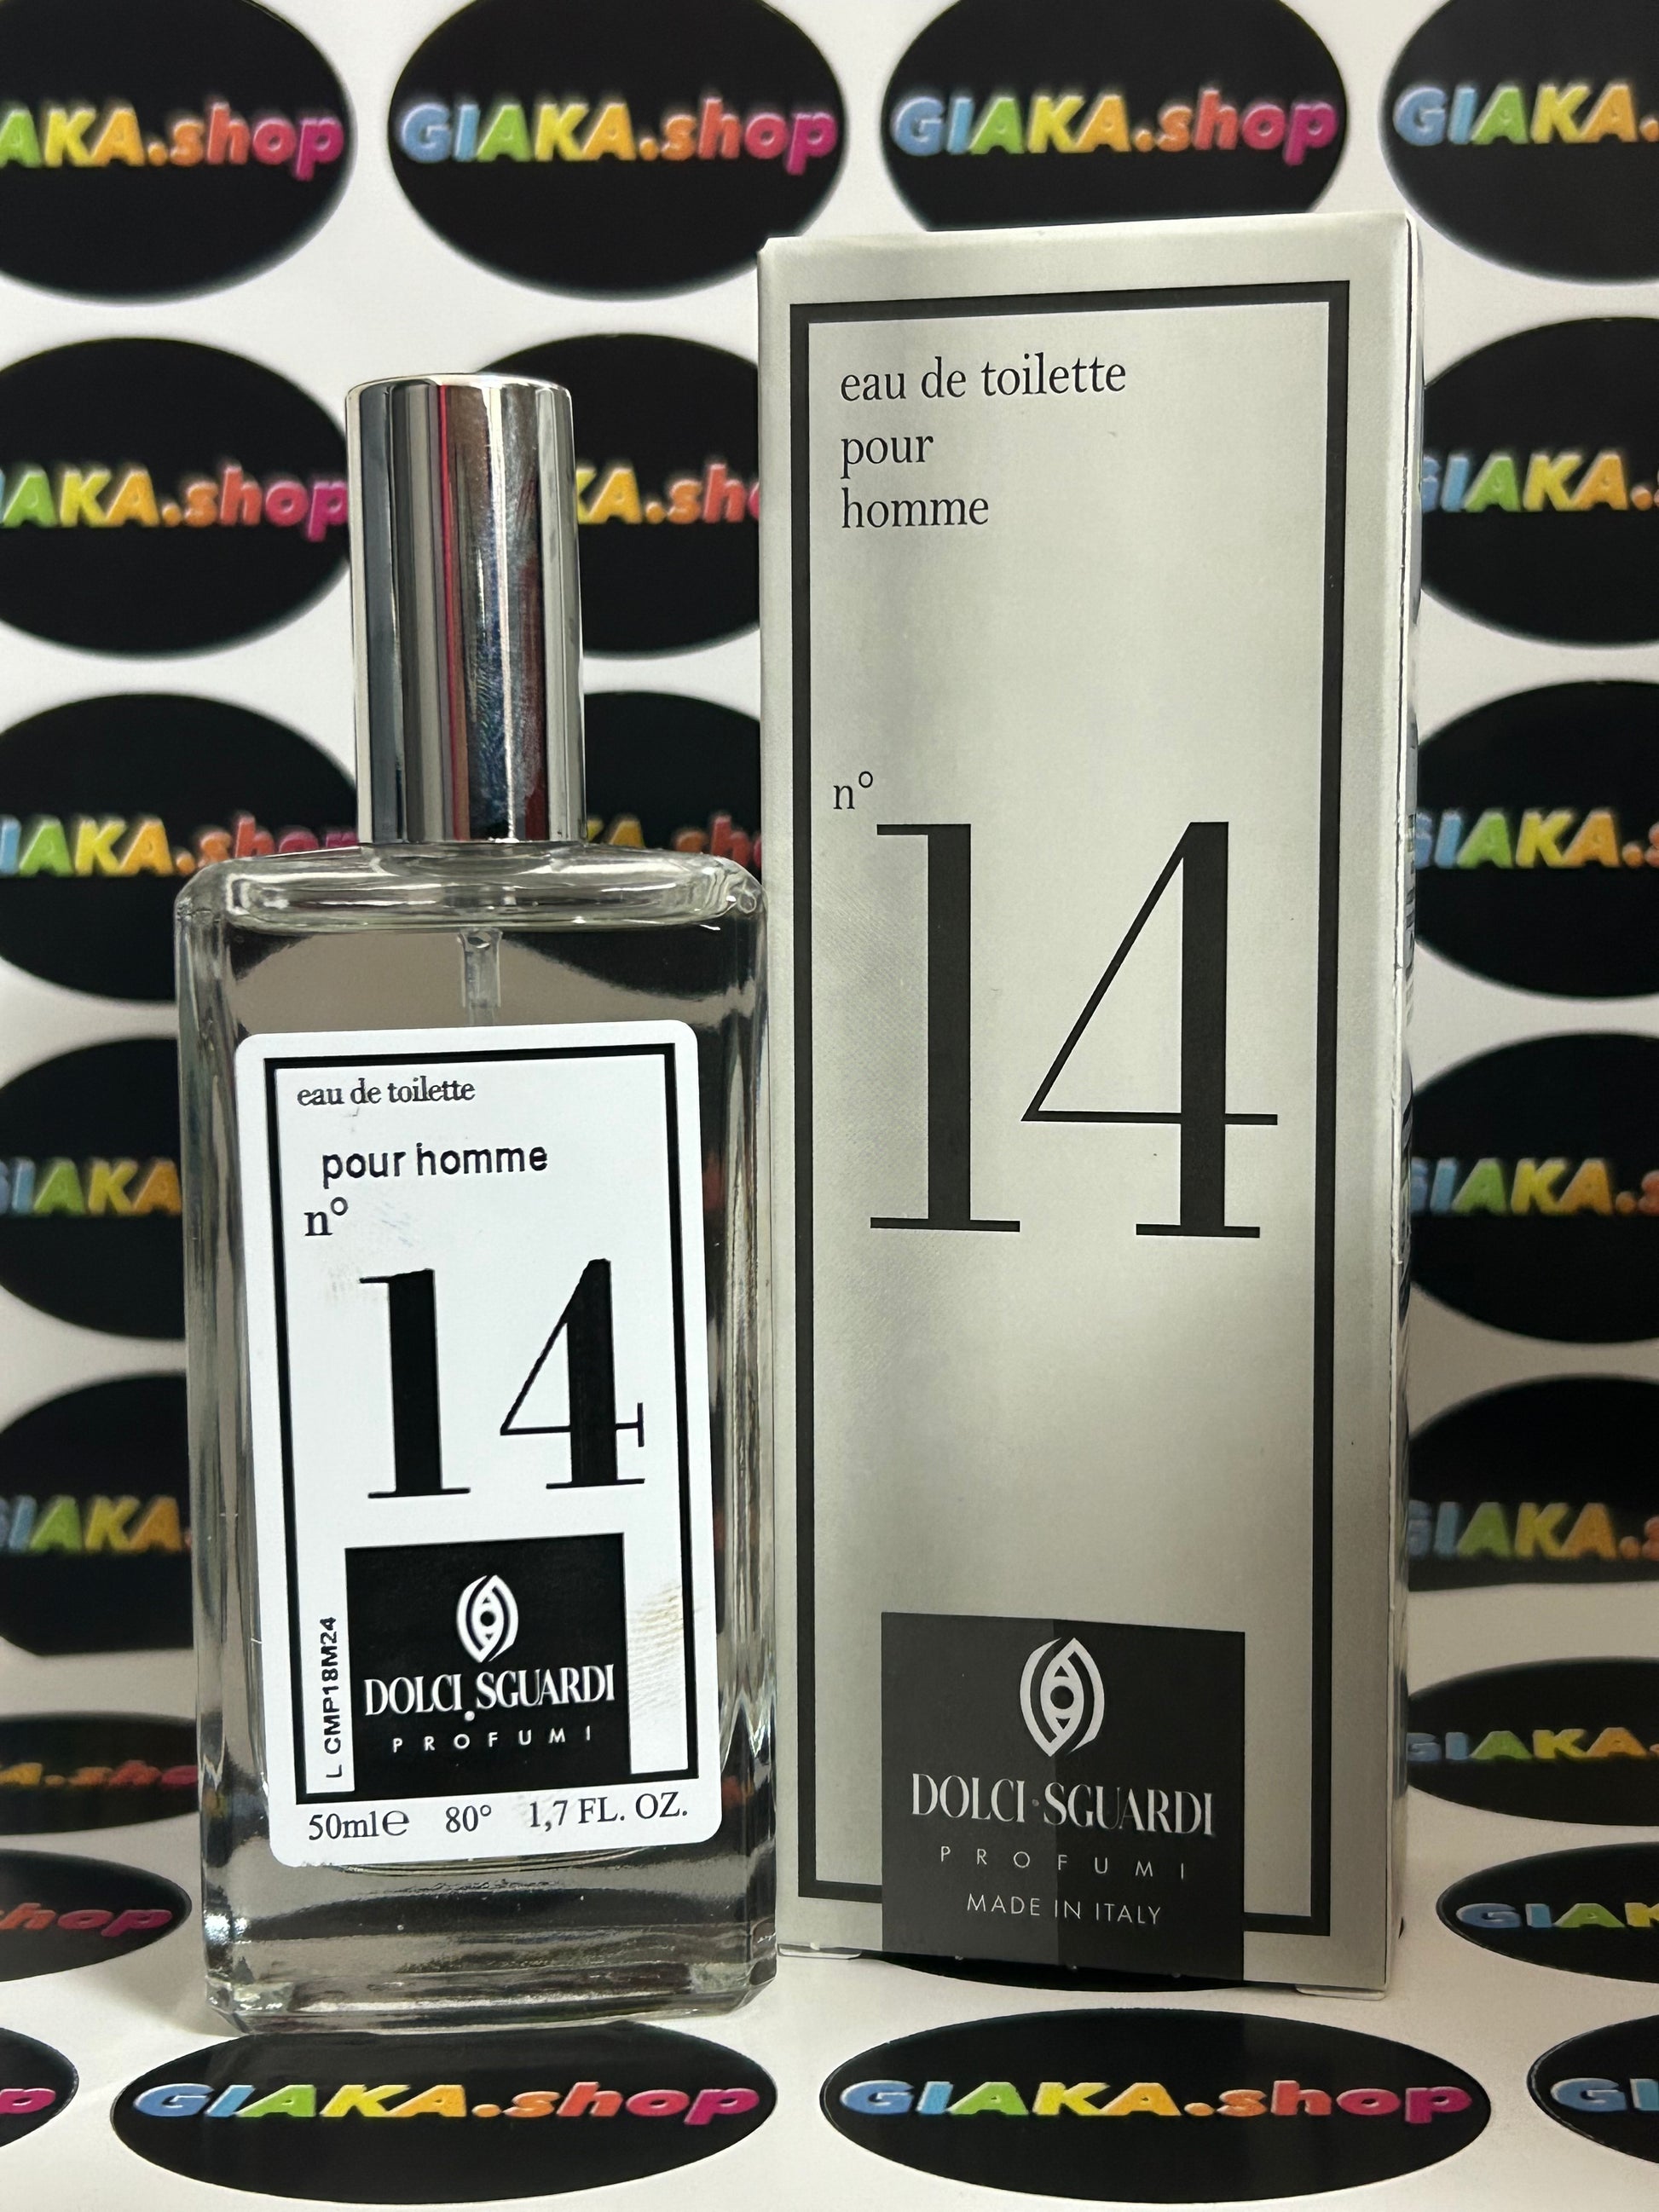 GIAKA.shop
GIAKA.shop
eau de toilette
pour
homme
n°
14
DOLCI·SGUARDI
PROFUMI
MADE IN ITALY
eau de toilette
pour homme
n°
14
L CMP18M24
DOLCI.SGUARDI
PROFUMI
50ml℮ 80° 1,7 FL. OZ.
GIAKA.shop
GIAKA.shop